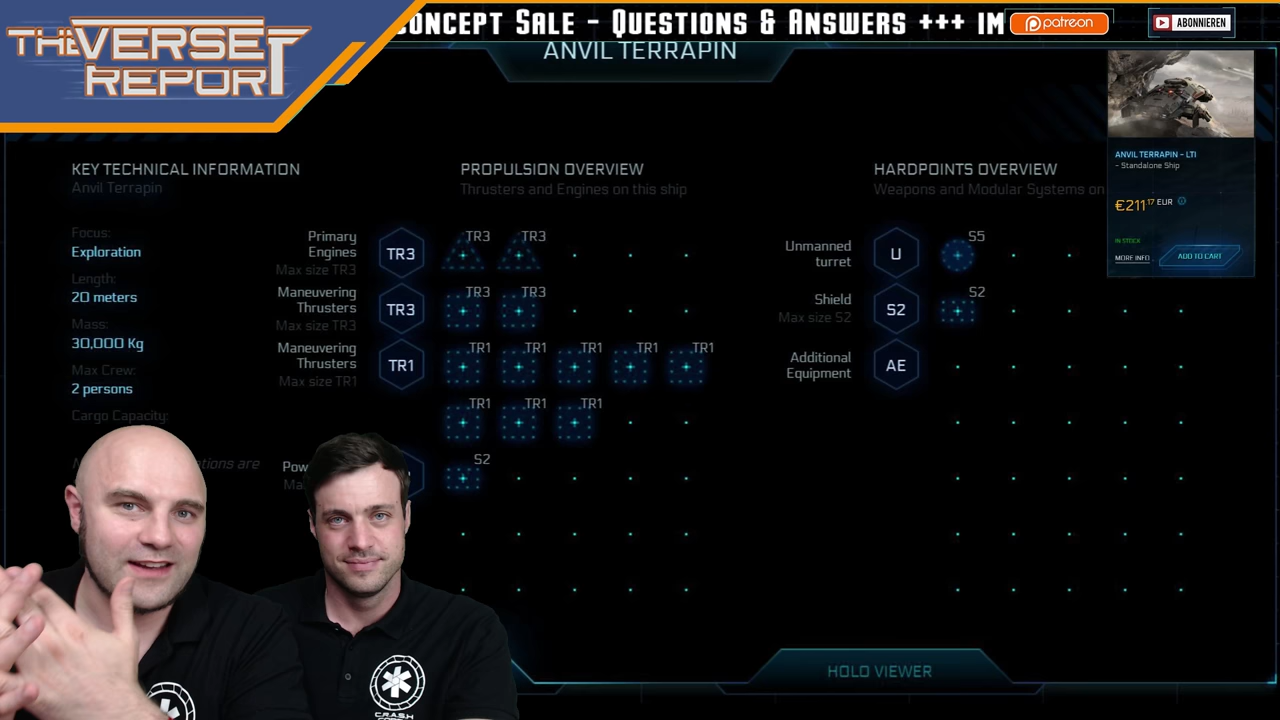 THE VERSE
REPORT
CONCEPT SALE - QUESTIONS & ANSWERS +++ IM
patreon
ABONNIEREN
ANVIL TERRAPIN
KEY TECHNICAL INFORMATION
Anvil Terrapin
Focus:
Exploration
Length:
20 meters
Mass:
30,000 Kg
Max Crew:
2 persons
Cargo Capacity:
PROPULSION OVERVIEW
Thrusters and Engines on this ship
Primary
Engines
Max size TR3
TR3
TR3 TR3
Maneuvering
Thrusters
Max size TR3
TR3
TR3 TR3
Maneuvering
Thrusters
Max size TR1
TR1
TR1 TR1 TR1 TR1 TR1
TR1 TR1 TR1
S2
HARDPOINTS OVERVIEW
Weapons and Modular Systems on
Unmanned
turret
U
S5
Shield
Max size S2
S2
S2
Additional
Equipment
AE
ANVIL TERRAPIN - LTI
- Standalone Ship
€211.17 EUR
IN STOCK
MORE INFO
ADD TO CART
HOLO VIEWER
CRASH